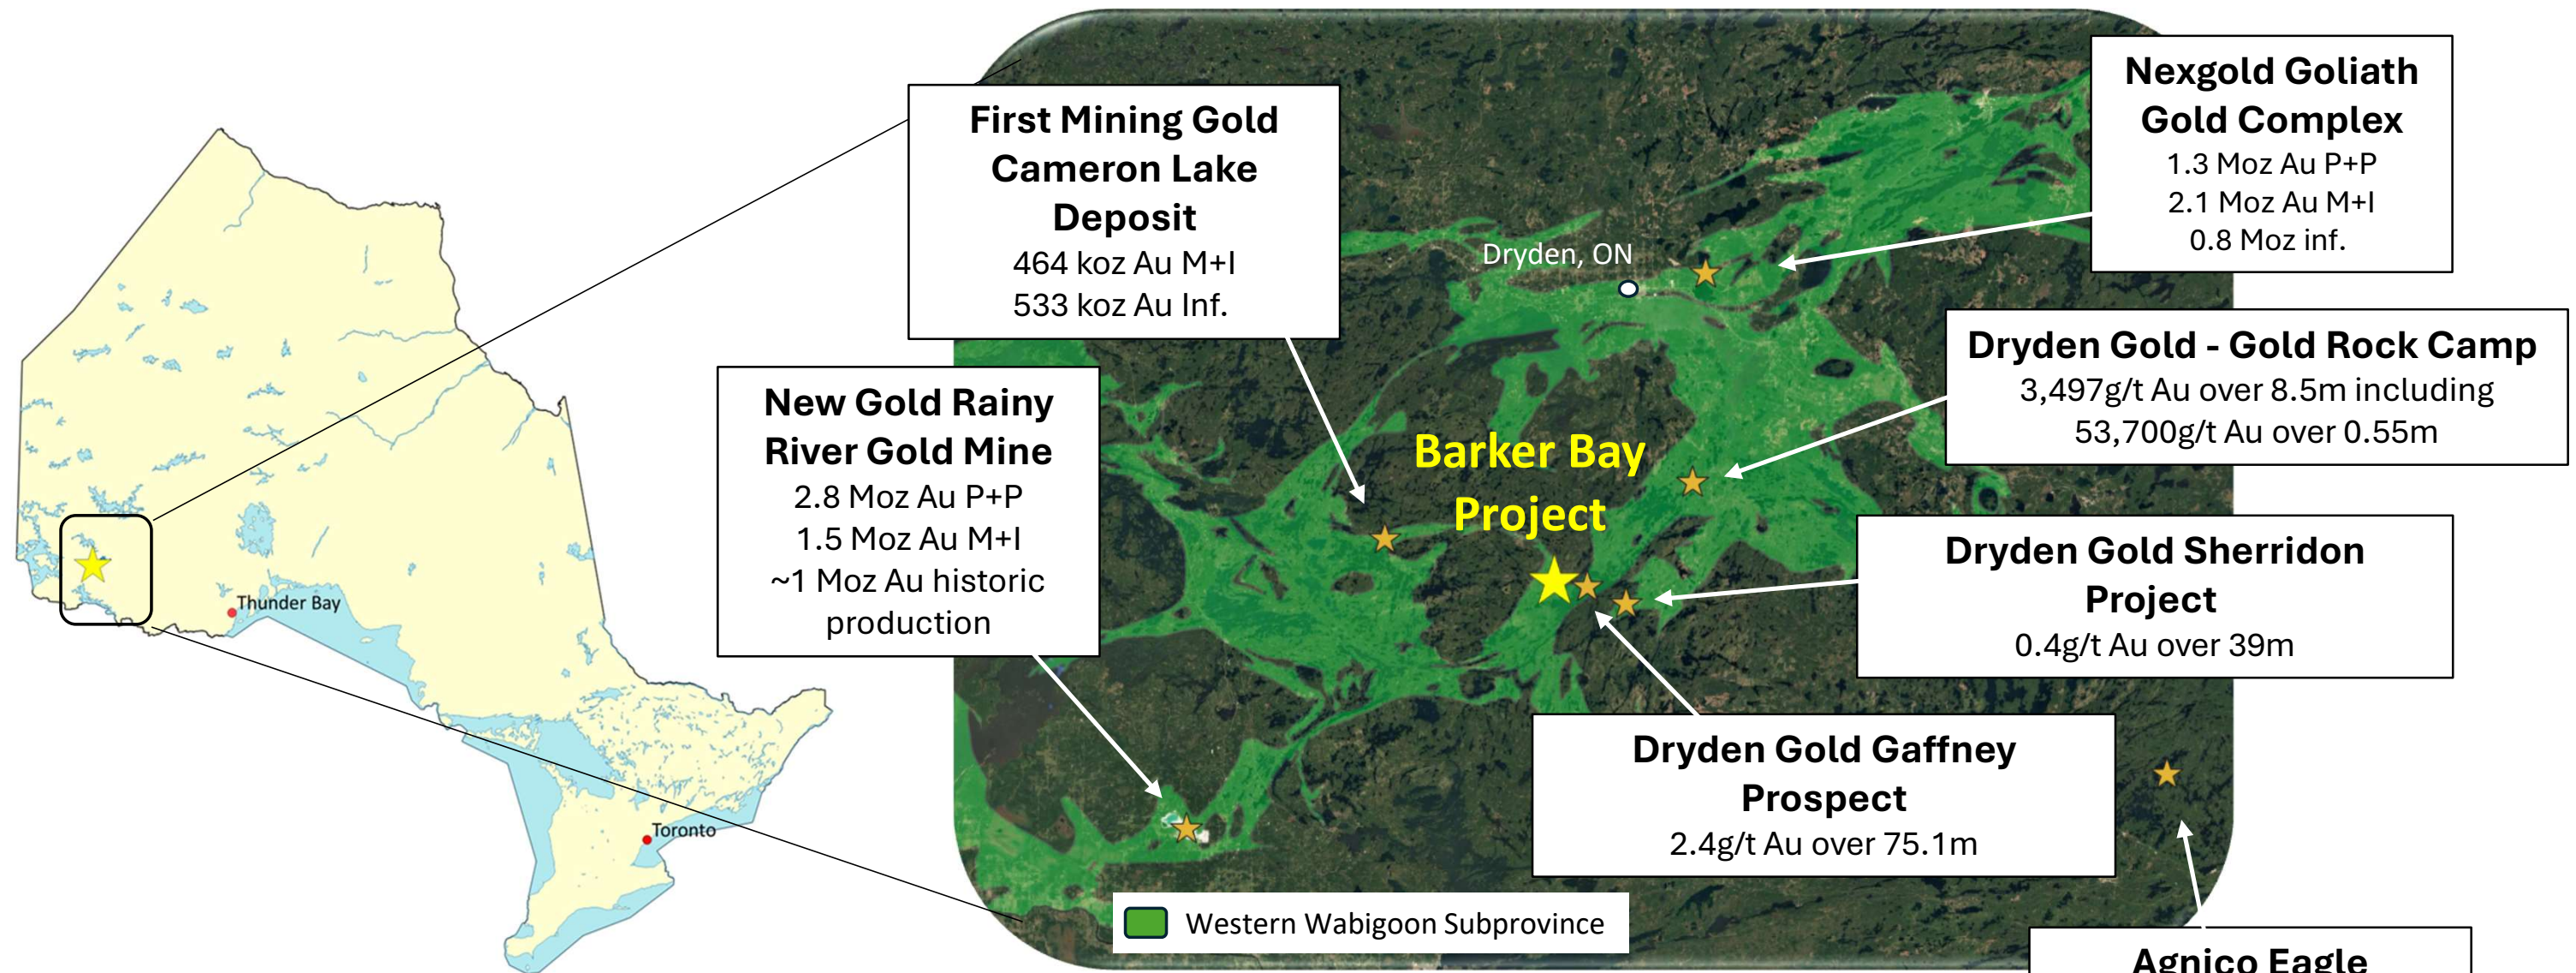 Thunder Bay
Toronto
First Mining Gold
Cameron Lake
Deposit
464 koz Au M+I
533 koz Au Inf.
New Gold Rainy
River Gold Mine
2.8 Moz Au P+P
1.5 Moz Au M+I
~1 Moz Au historic
production
Dryden, ON
Barker Bay
Project
Nexgold Goliath
Gold Complex
1.3 Moz Au P+P
2.1 Moz Au M+I
0.8 Moz inf.
Dryden Gold - Gold Rock Camp
3,497g/t Au over 8.5m including
53,700g/t Au over 0.55m
Dryden Gold Sherridon
Project
0.4g/t Au over 39m
Dryden Gold Gaffney
Prospect
2.4g/t Au over 75.1m
Western Wabigoon Subprovince
Agnico Eagle